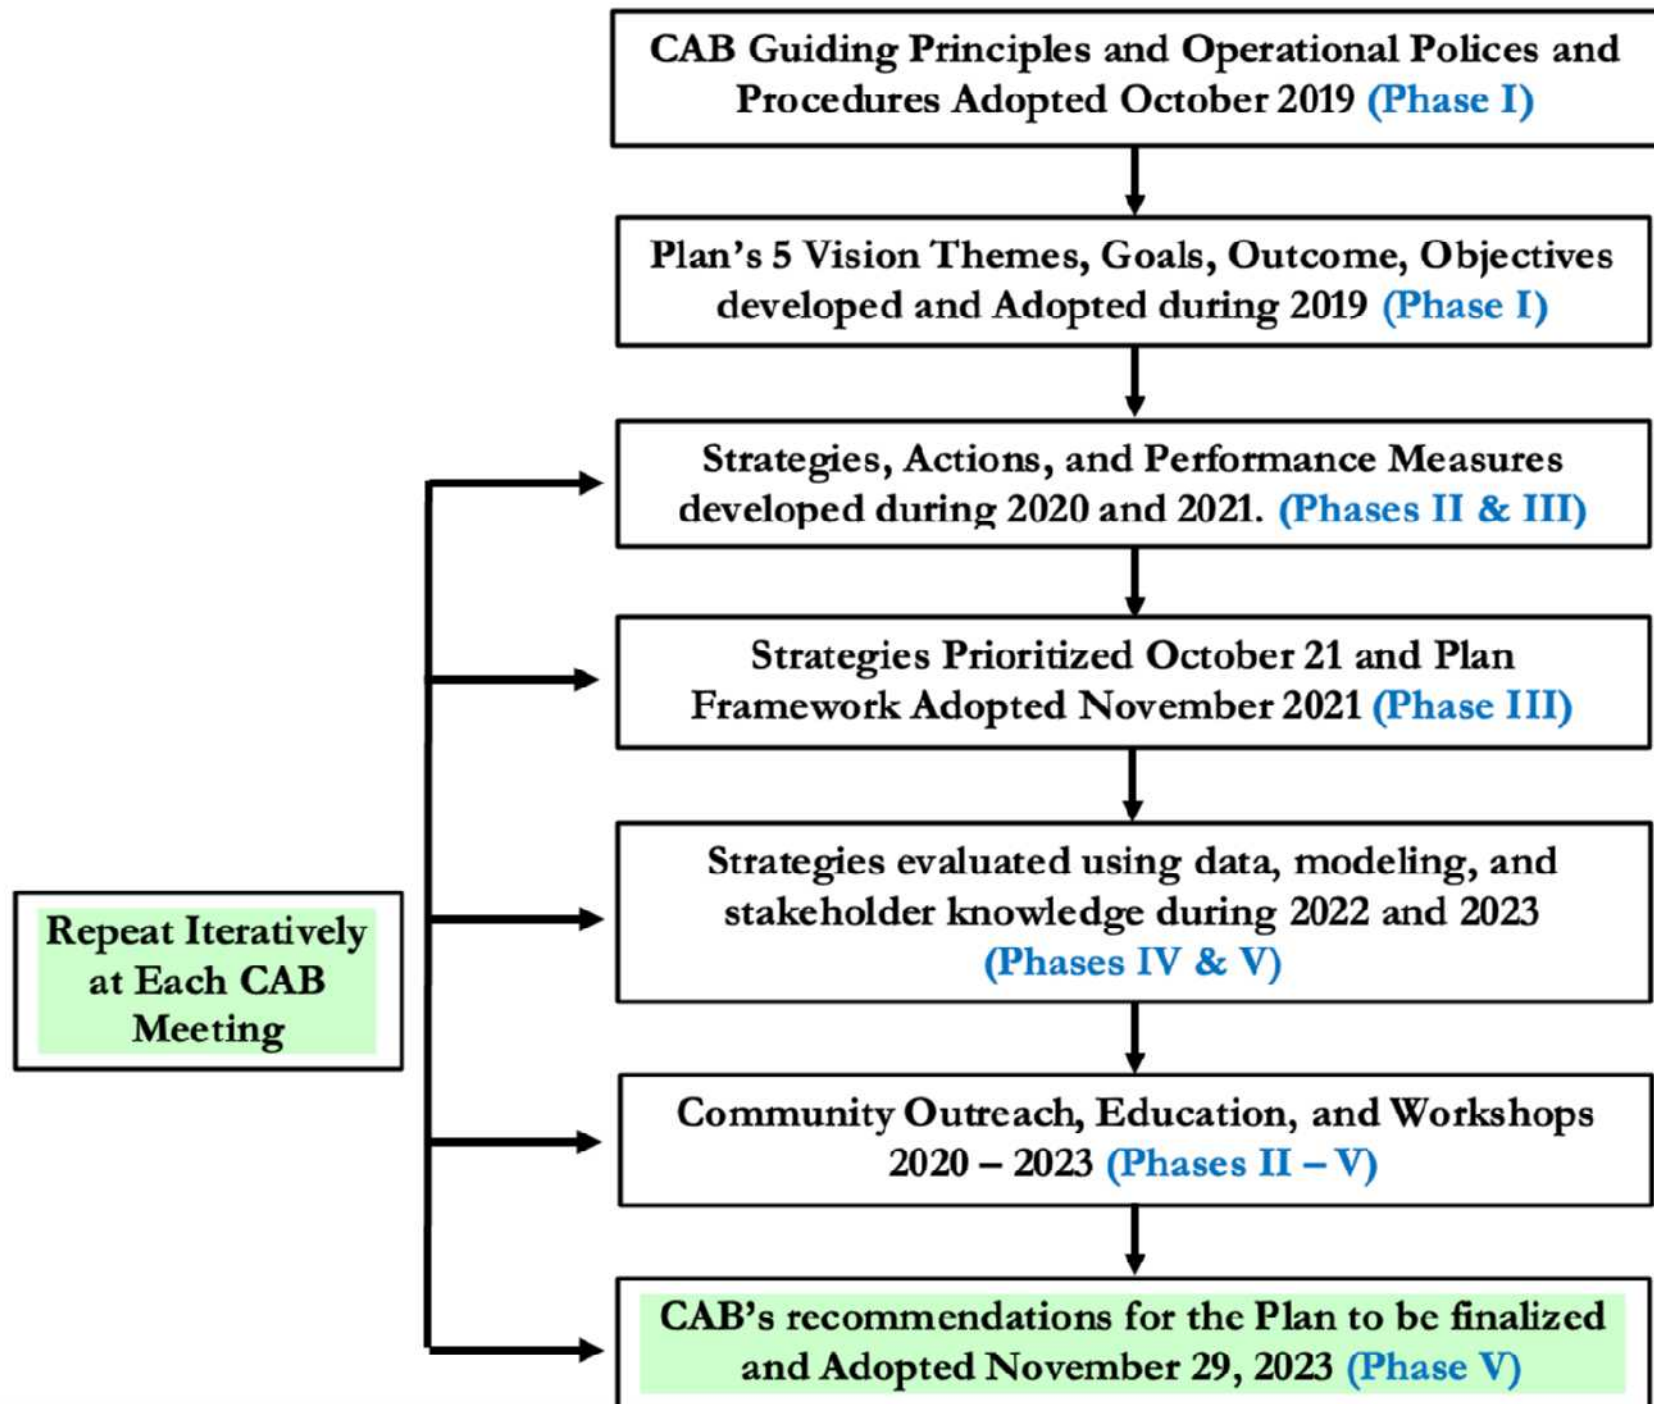 CAB Guiding Principles and Operational Polices and
Procedures Adopted October 2019 (Phase I)
Plan's 5 Vision Themes, Goals, Outcome, Objectives
developed and Adopted during 2019 (Phase I)
Strategies, Actions, and Performance Measures
developed during 2020 and 2021. (Phases II & III)
Strategies Prioritized October 21 and Plan
Framework Adopted November 2021 (Phase III)
Strategies evaluated using data, modeling, and
stakeholder knowledge during 2022 and 2023
(Phases IV & V)
Repeat Iteratively
at Each CAB
Meeting
Community Outreach, Education, and Workshops
2020 – 2023 (Phases II – V)
CAB's recommendations for the Plan to be finalized
and Adopted November 29, 2023 (Phase V)